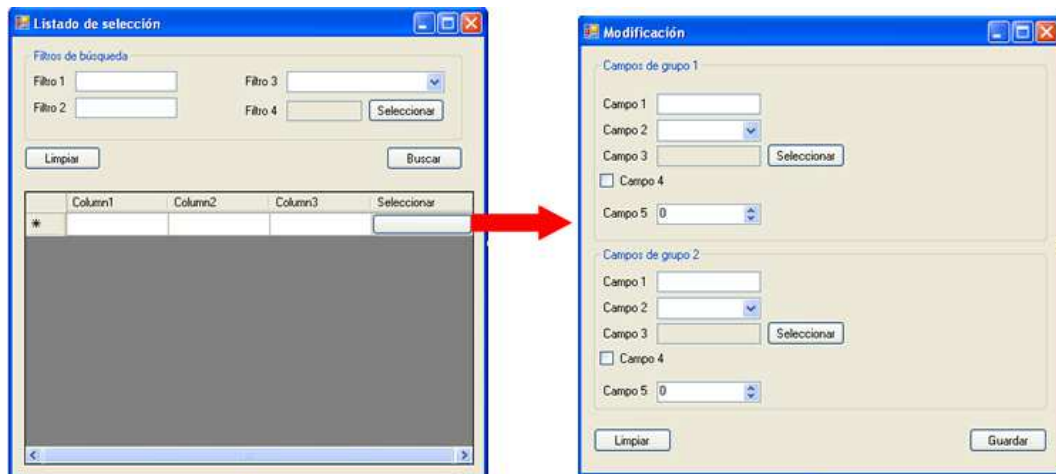 Listado de selección
Filtros de búsqueda
Filtro 1
Filtro 3
Filtro 2
Filtro 4
Seleccionar
Limpiar
Buscar
Column1 Column2 Column3 Seleccionar
*
Modificación
Campos de grupo 1
Campo 1
Campo 2
Campo 3
Seleccionar
Campo 4
Campo 5 0
Campos de grupo 2
Campo 1
Campo 2
Campo 3
Seleccionar
Campo 4
Campo 5 0
Limpiar
Guardar